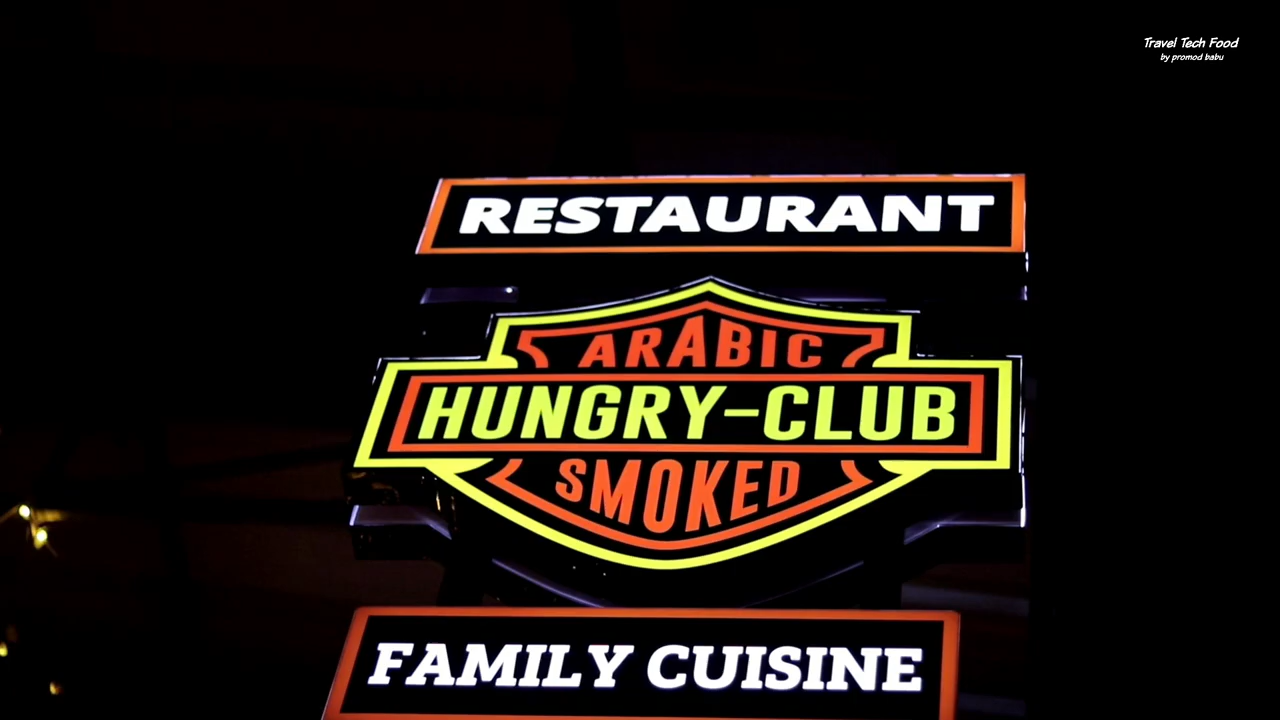 Travel Tech Food
by promod babu
RESTAURANT
ARABIC
HUNGRY-CLUB
SMOKED
FAMILY CUISINE